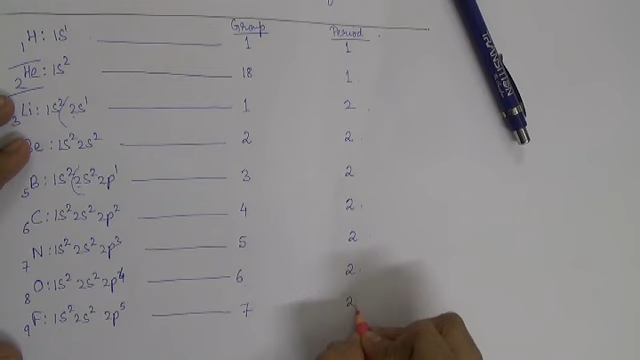 Group Period
1H: 1s¹ 1 1
2He: 1s² 18 1
3Li: 1s² 2s¹ 1 2
Be: 1s² 2s² 2 2
5B: 1s² 2s² 2p¹ 3 2
6C: 1s² 2s² 2p² 4 2
7N: 1s² 2s² 2p³ 5 2
8O: 1s² 2s² 2p⁴ 6 2
9F: 1s² 2s² 2p⁵ 7 2